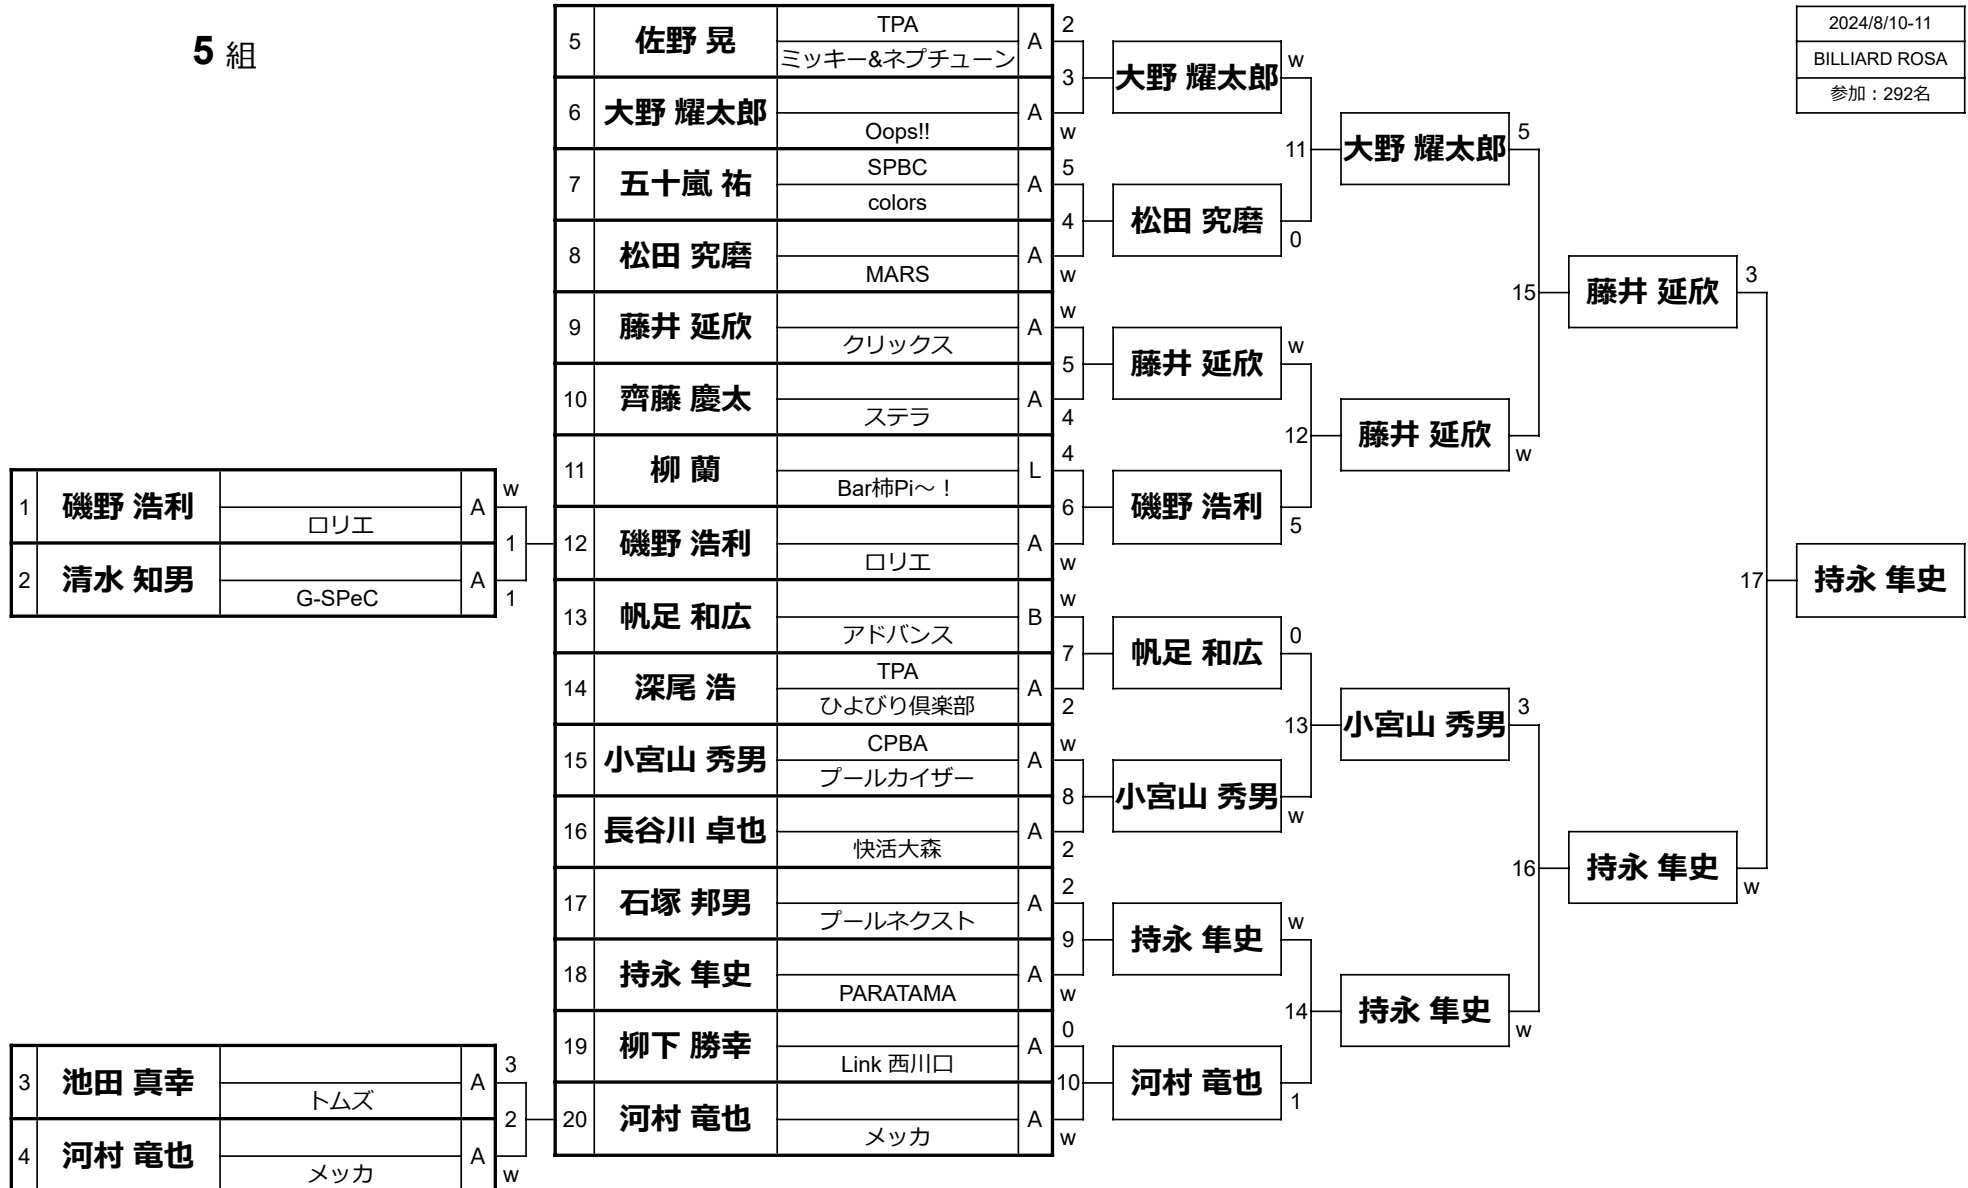 5 組
2024/8/10-11
BILLIARD ROSA
参加：292名
1 磯野 浩利 ロリエ A w
1
2 清水 知男 G-SPeC A 1
3 池田 真幸 トムズ A 3
2
4 河村 竜也 メッカ A w
5 佐野 晃 TPA ミッキー&ネプチューン A 2
3
6 大野 耀太郎 Oops!! A w
7 五十嵐 祐 SPBC colors A 5
4
8 松田 究磨 MARS A w
9 藤井 延欣 クリックス A w
5
10 齊藤 慶太 ステラ A 4
11 柳 蘭 Bar柿Pi～！ L 4
6
12 磯野 浩利 ロリエ A w
13 帆足 和広 アドバンス B w
7
14 深尾 浩 TPA ひよびり倶楽部 A 2
15 小宮山 秀男 CPBA プールカイザー A w
8
16 長谷川 卓也 快活大森 A 2
17 石塚 邦男 プールネクスト A 2
9
18 持永 隼史 PARATAMA A w
19 柳下 勝幸 Link 西川口 A 0
10
20 河村 竜也 メッカ A w
大野 耀太郎 w
11
松田 究磨 0
藤井 延欣 w
12
磯野 浩利 5
帆足 和広 0
13
小宮山 秀男 w
持永 隼史 w
14
河村 竜也 1
大野 耀太郎 5
15
藤井 延欣 w
小宮山 秀男 3
16
持永 隼史 w
藤井 延欣 3
17
持永 隼史 w
持永 隼史